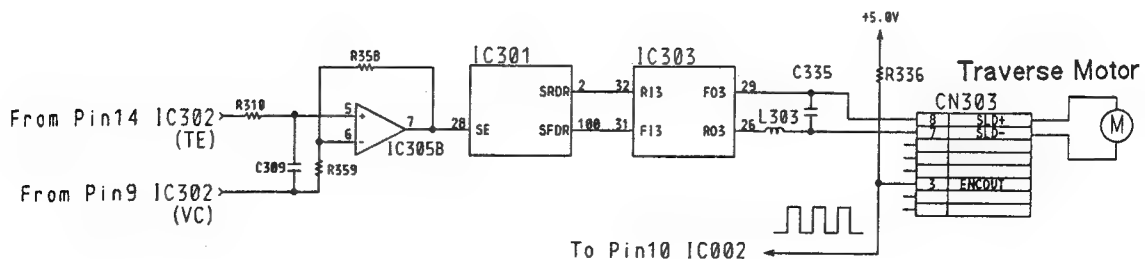 +5.0V
R358
IC301
IC303
R336
Traverse Motor
C335
CN303
R310
SRDR 2
32 RI3
FO3 29
8 SLD+
From Pin14 IC302
(TE)
5
+
7
6
-
IC305B
28 SE
SFDR 100
31 FI3
RO3 26
L303
7 SLD-
M
C309
R359
From Pin9 IC302
(VC)
3 ENCOUT
To Pin10 IC002